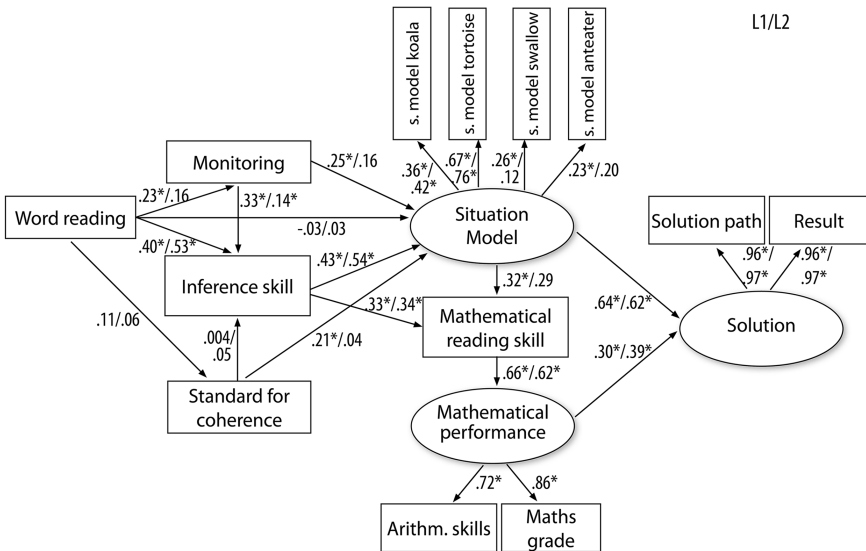 L1/L2
s. model koala
s. model tortoise
s. model swallow
s. model anteater
.36*/
.42*
.67*/
.76*
.26*/
.12
.23*/.20
Monitoring
.25*/.16
.23*/.16
.33*/.14*
Word reading
-.03/.03
Situation
Model
Solution path
Result
.40*/.53*
.96*/
.97*
.96*/
.97*
Inference skill
.43*/.54*
.32*/.29
.33*/.34*
.64*/.62*
.11/.06
Mathematical
reading skill
Solution
.004/
.05
.21*/.04
.30*/.39*
.66*/.62*
Standard for
coherence
Mathematical
performance
.72*
.86*
Arithm. skills
Maths
grade